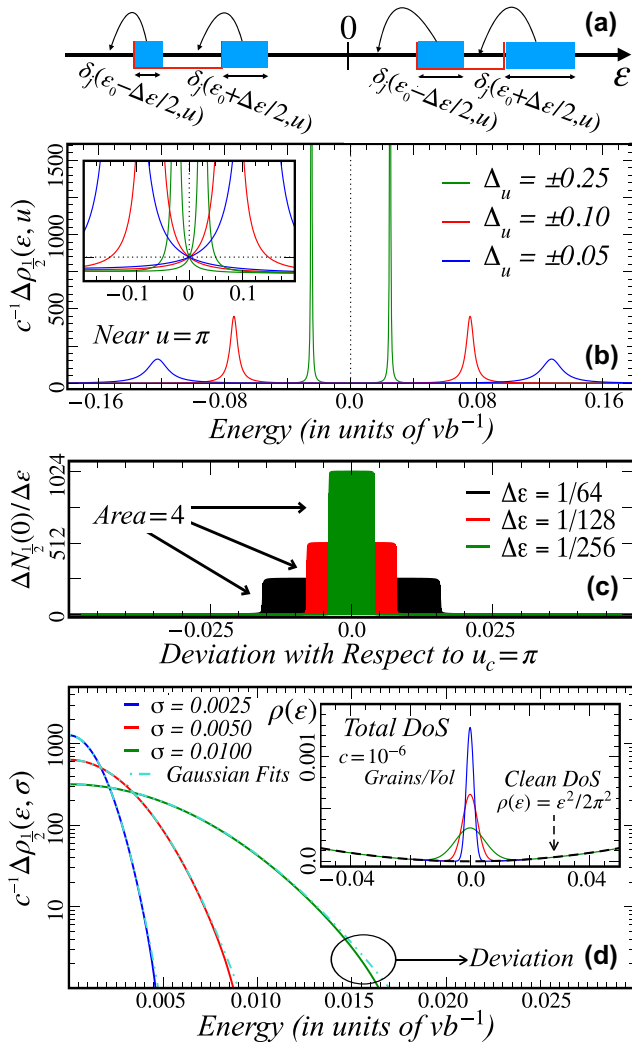 0
(a)
ε
δj(ε0−Δε/2,u)
δj(ε0+Δε/2,u)
δj(ε0−Δε/2,u)
δj(ε0+Δε/2,u)
c⁻¹Δρ½(ε,u)
1500
1000
500
0
−0.1
0
0.1
Near u=π
Δu = ±0.25
Δu = ±0.10
Δu = ±0.05
(b)
−0.16
−0.08
0.0
0.08
0.16
Energy (in units of vb⁻¹)
ΔN½(0)/Δε
1024
512
0
Area=4
Δε = 1/64
Δε = 1/128
Δε = 1/256
(c)
−0.025
0.0
0.025
Deviation with Respect to uc=π
c⁻¹Δρ½(ε,σ)
1000
100
10
σ = 0.0025
σ = 0.0050
σ = 0.0100
Gaussian Fits
ρ(ε)
Total DoS
c=10⁻⁶
Grains/Vol
Clean DoS
ρ(ε) = ε²/2π²
0.001
0.0
−0.04
0.0
0.04
Deviation
(d)
0.005
0.010
0.015
0.020
0.025
Energy (in units of vb⁻¹)